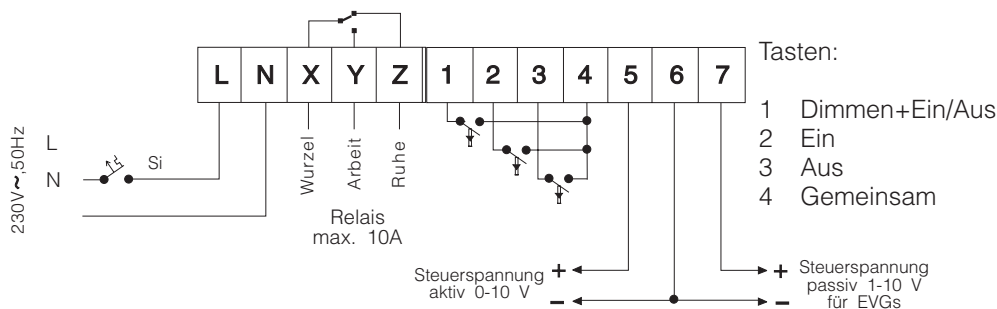 L N X Y Z 1 2 3 4 5 6 7
Tasten:
1 Dimmen+Ein/Aus
2 Ein
3 Aus
4 Gemeinsam
230V~,50Hz
L
N
Si
Wurzel
Arbeit
Ruhe
Relais
max. 10A
Steuerspannung
aktiv 0-10 V
+
−
+
−
Steuerspannung
passiv 1-10 V
für EVGs